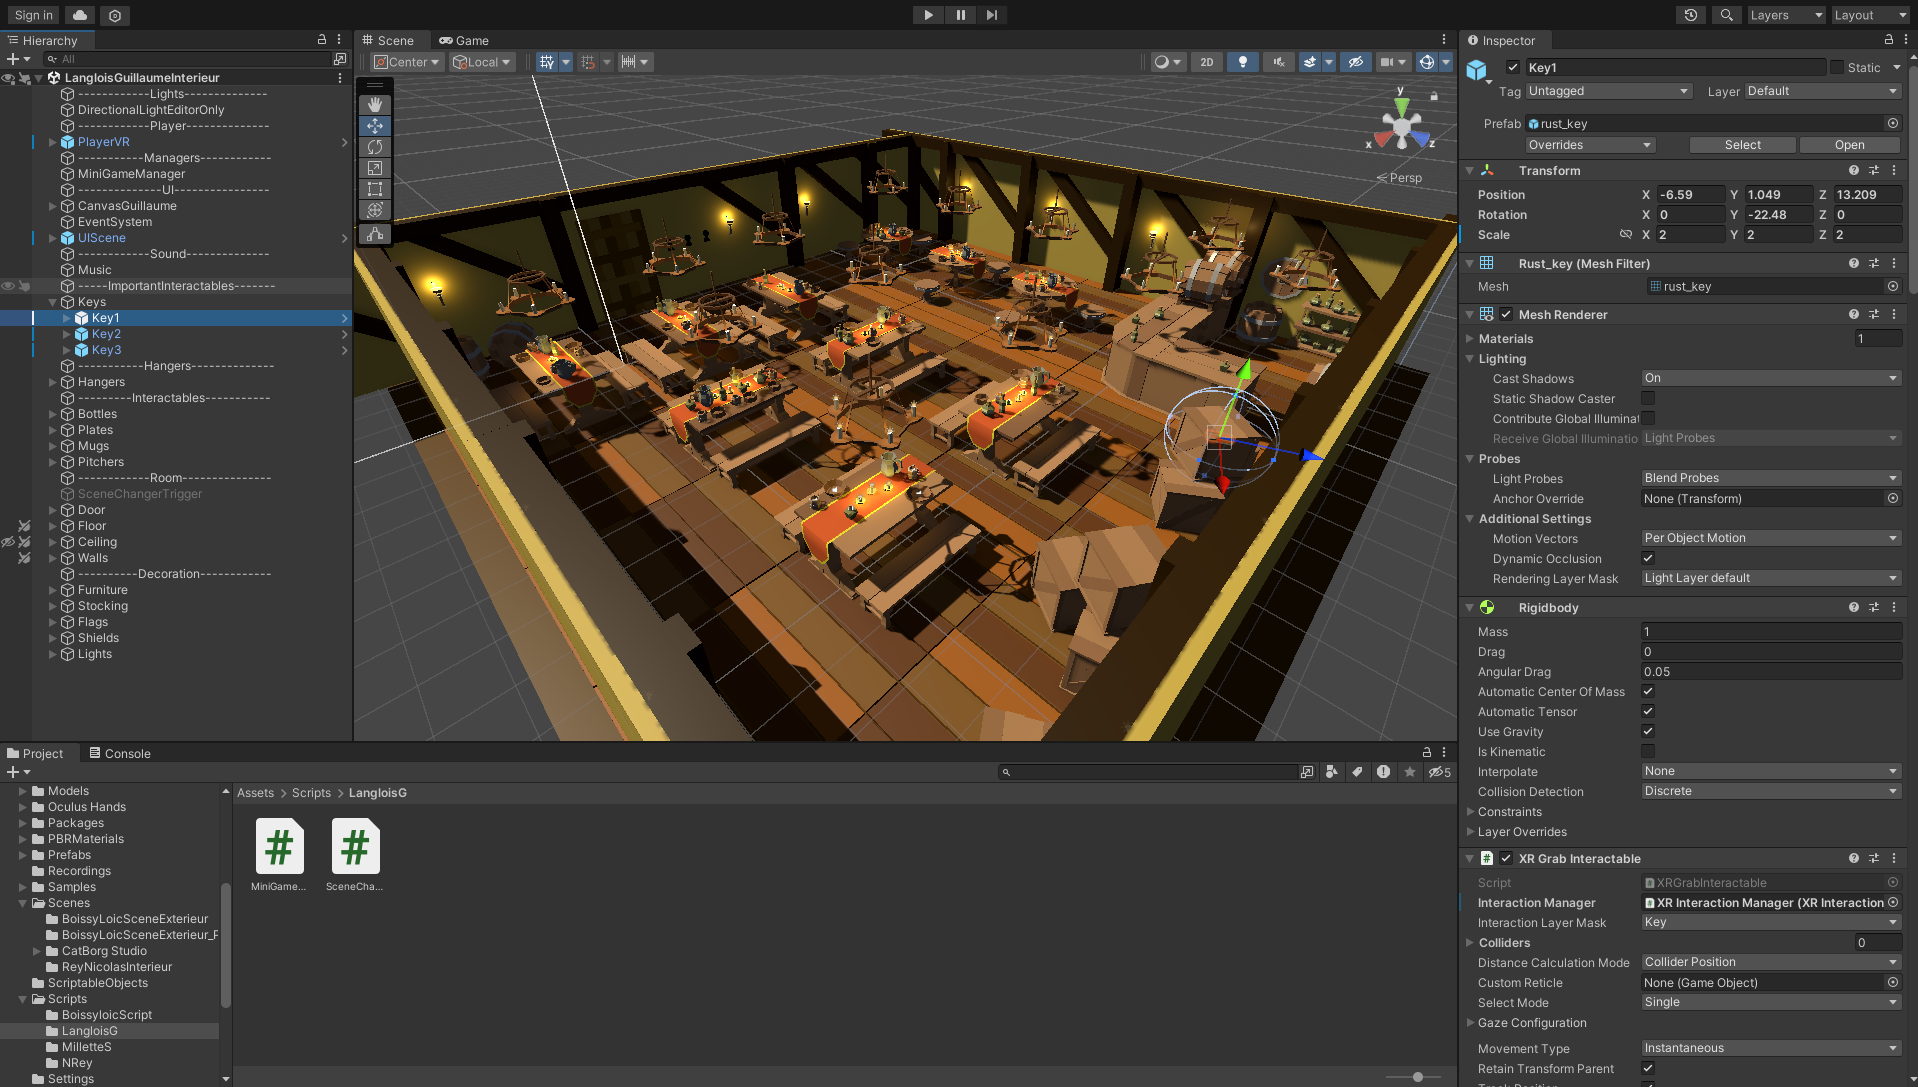 Sign in
Layers
Layout
Hierarchy
All
LangloisGuillaumeInterieur
------------Lights--------------
DirectionalLightEditorOnly
------------Player--------------
PlayerVR
-----------Managers------------
MiniGameManager
--------------UI----------------
CanvasGuillaume
EventSystem
UIScene
------------Sound--------------
Music
-----ImportantInteractables-------
Keys
Key1
Key2
Key3
-----------Hangers--------------
Hangers
---------Interactables-----------
Bottles
Plates
Mugs
Pitchers
------------Room---------------
SceneChangerTrigger
Door
Floor
Ceiling
Walls
----------Decoration------------
Furniture
Stocking
Flags
Shields
Lights
Scene
Game
Center
Local
2D
y
x
z
Persp
Project
Console
5
Models
Oculus Hands
Packages
PBRMaterials
Prefabs
Recordings
Samples
Scenes
BoissyLoicSceneExterieur
BoissyLoicSceneExterieur_F
CatBorg Studio
ReyNicolasInterieur
ScriptableObjects
Scripts
BoissyloicScript
LangloisG
MilletteS
NRey
Settings
Assets > Scripts > LangloisG
MiniGame...
SceneCha...
Inspector
Key1
Static
Tag Untagged Layer Default
Prefab rust_key
Overrides Select Open
Transform
Position X -6.59 Y 1.049 Z 13.209
Rotation X 0 Y -22.48 Z 0
Scale X 2 Y 2 Z 2
Rust_key (Mesh Filter)
Mesh rust_key
Mesh Renderer
Materials 1
Lighting
Cast Shadows On
Static Shadow Caster
Contribute Global Illuminat
Receive Global Illuminatio Light Probes
Probes
Light Probes Blend Probes
Anchor Override None (Transform)
Additional Settings
Motion Vectors Per Object Motion
Dynamic Occlusion
Rendering Layer Mask Light Layer default
Rigidbody
Mass 1
Drag 0
Angular Drag 0.05
Automatic Center Of Mass
Automatic Tensor
Use Gravity
Is Kinematic
Interpolate None
Collision Detection Discrete
Constraints
Layer Overrides
XR Grab Interactable
Script XRGrabInteractable
Interaction Manager XR Interaction Manager (XR Interaction
Interaction Layer Mask Key
Colliders 0
Distance Calculation Mode Collider Position
Custom Reticle None (Game Object)
Select Mode Single
Gaze Configuration
Movement Type Instantaneous
Retain Transform Parent